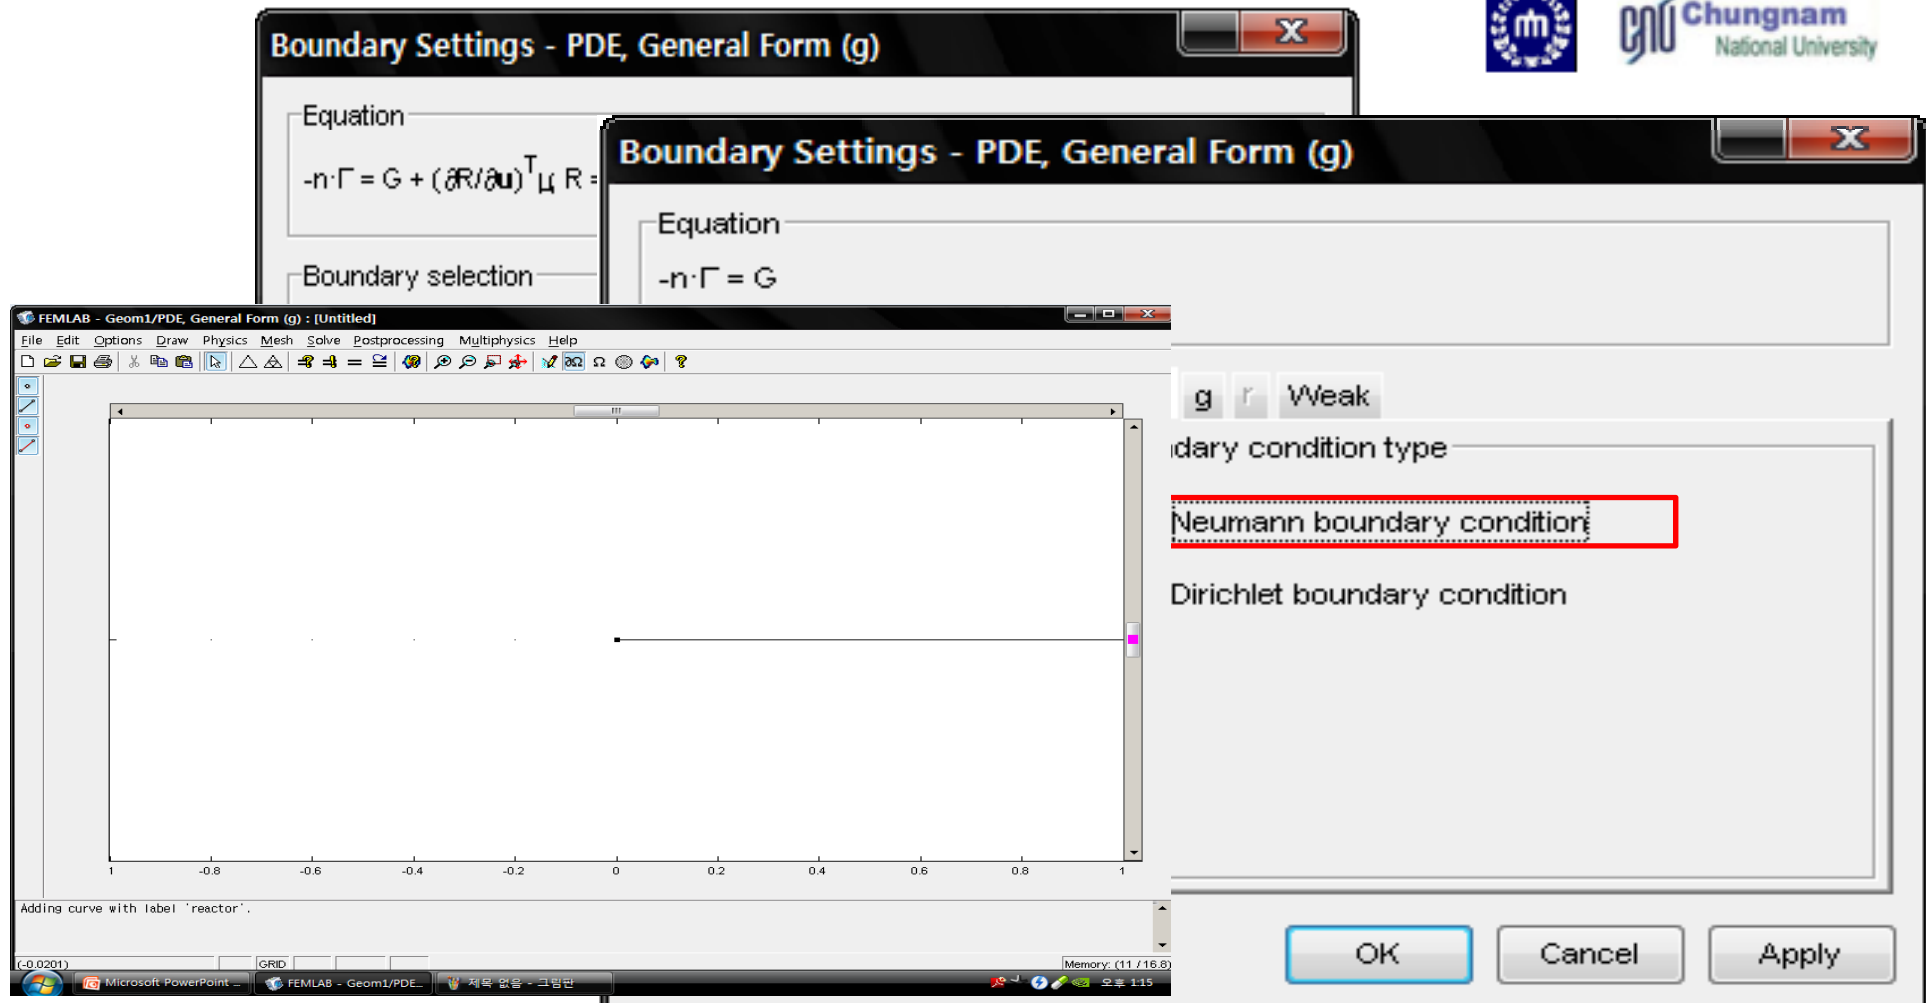 Chungnam
National University
Boundary Settings - PDE, General Form (g)
Equation
-n·Γ = G + (∂R/∂u)ᵀμ R =
Boundary selection
Boundary Settings - PDE, General Form (g)
Equation
-n·Γ = G
g r Weak
dary condition type
Neumann boundary condition
Dirichlet boundary condition
OK Cancel Apply
FEMLAB - Geom1/PDE, General Form (g) : [Untitled]
File Edit Options Draw Physics Mesh Solve Postprocessing Multiphysics Help
1 -0.8 -0.6 -0.4 -0.2 0 0.2 0.4 0.6 0.8 1
Adding curve with label 'reactor'.
(-0.0201) GRID Memory: (11 / 16.8)
Microsoft PowerPoint ... FEMLAB - Geom1/PDE... 제목 없음 - 그림판 오후 1:15